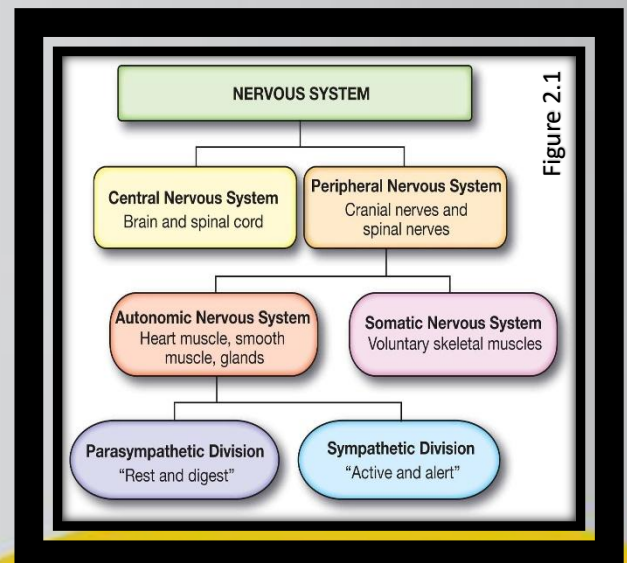 NERVOUS SYSTEM
Figure 2.1
Central Nervous System
Brain and spinal cord
Peripheral Nervous System
Cranial nerves and
spinal nerves
Autonomic Nervous System
Heart muscle, smooth
muscle, glands
Somatic Nervous System
Voluntary skeletal muscles
Parasympathetic Division
“Rest and digest”
Sympathetic Division
“Active and alert”